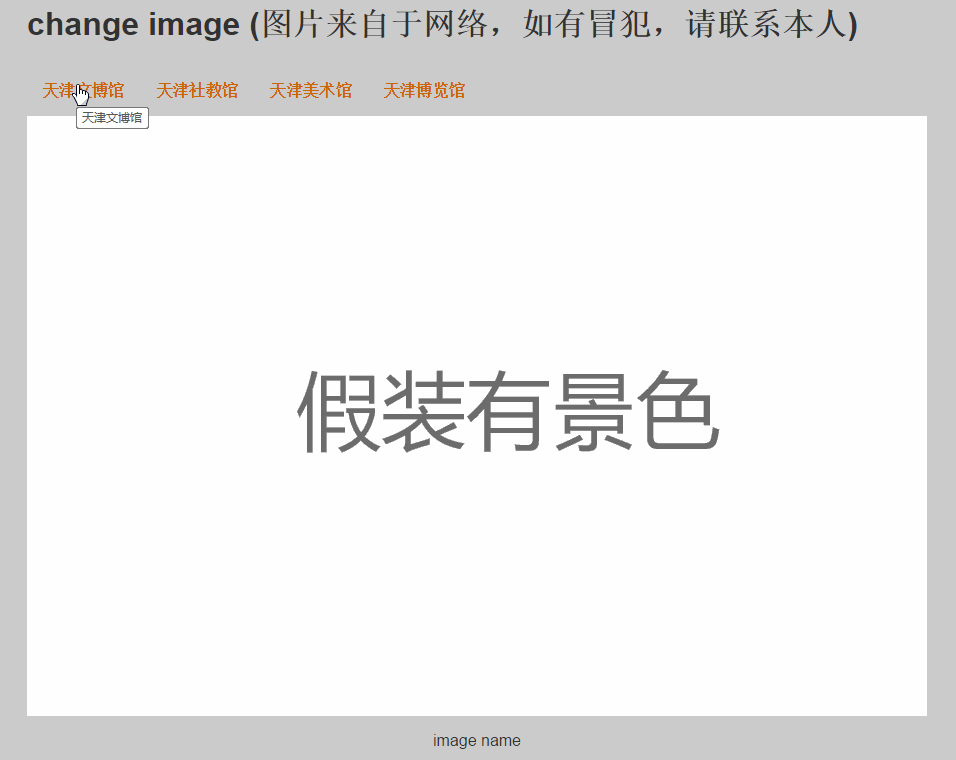 change image (图片来自于网络，如有冒犯，请联系本人)
天津文博馆 天津社教馆 天津美术馆 天津博览馆
天津文博馆
假装有景色
image name